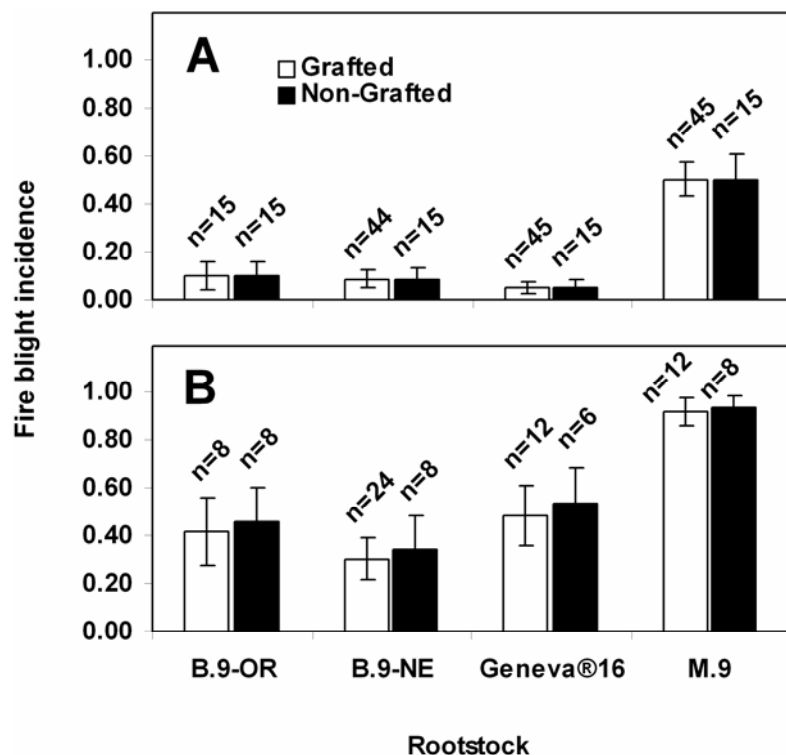 A
Grafted
Non-Grafted
1.00
0.80
0.60
0.40
0.20
0.00
n=15
n=15
n=44
n=15
n=45
n=15
n=45
n=15
Fire blight incidence
B
1.00
0.80
0.60
0.40
0.20
0.00
n=8
n=8
n=24
n=8
n=12
n=6
n=12
n=8
B.9-OR B.9-NE Geneva®16 M.9
Rootstock